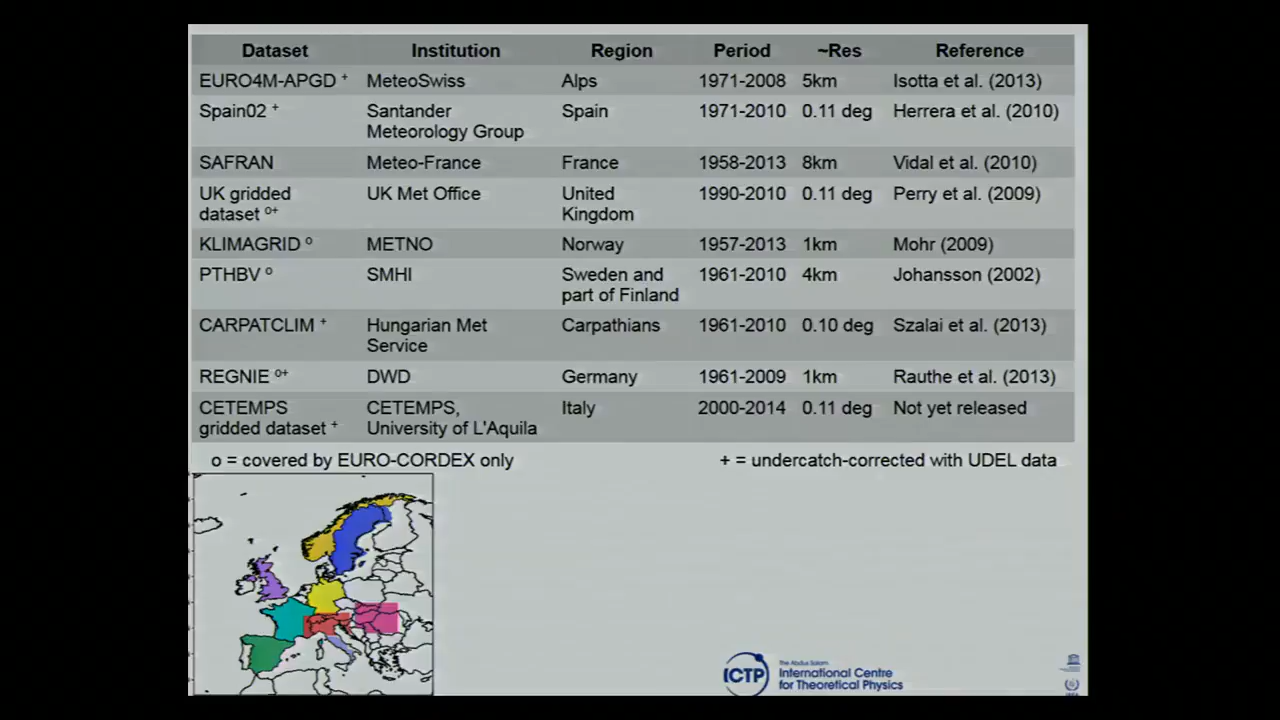 Dataset Institution Region Period ~Res Reference
EURO4M-APGD + MeteoSwiss Alps 1971-2008 5km Isotta et al. (2013)
Spain02 + Santander Meteorology Group Spain 1971-2010 0.11 deg Herrera et al. (2010)
SAFRAN Meteo-France France 1958-2013 8km Vidal et al. (2010)
UK gridded dataset o+ UK Met Office United Kingdom 1990-2010 0.11 deg Perry et al. (2009)
KLIMAGRID o METNO Norway 1957-2013 1km Mohr (2009)
PTHBV o SMHI Sweden and part of Finland 1961-2010 4km Johansson (2002)
CARPATCLIM + Hungarian Met Service Carpathians 1961-2010 0.10 deg Szalai et al. (2013)
REGNIE o+ DWD Germany 1961-2009 1km Rauthe et al. (2013)
CETEMPS gridded dataset + CETEMPS, University of L'Aquila Italy 2000-2014 0.11 deg Not yet released
o = covered by EURO-CORDEX only + = undercatch-corrected with UDEL data
ICTP
The Abdus Salam
International Centre
for Theoretical Physics